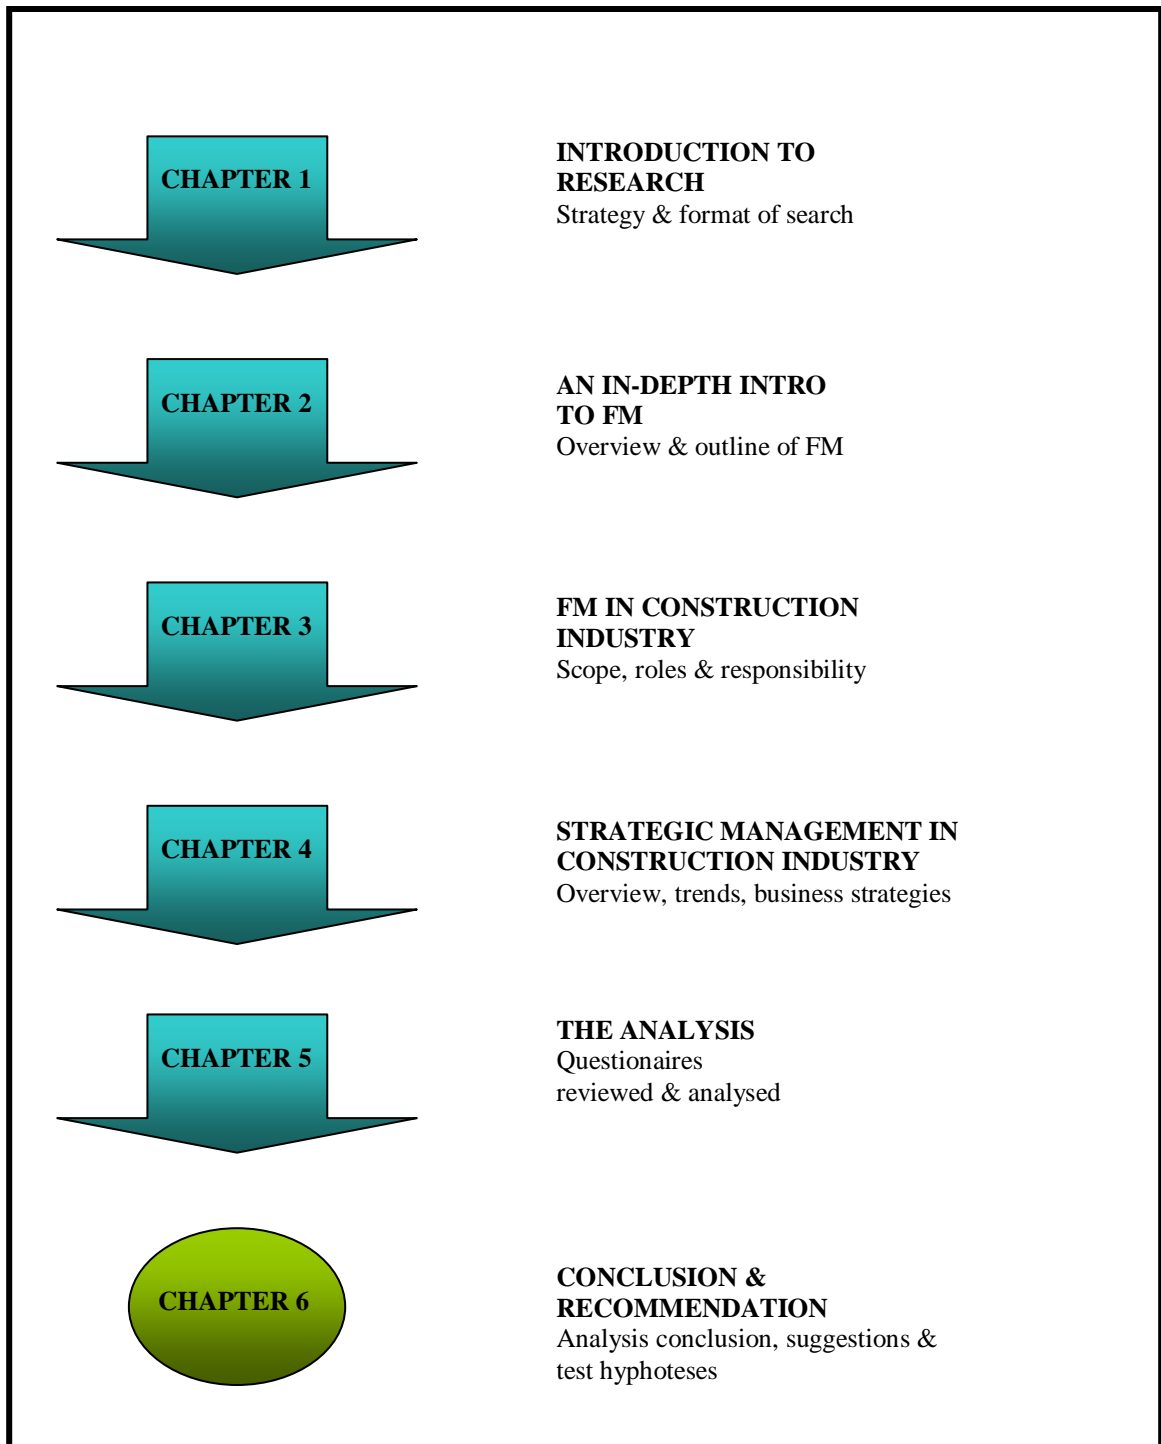 CHAPTER 1
INTRODUCTION TO
RESEARCH
Strategy & format of search
CHAPTER 2
AN IN-DEPTH INTRO
TO FM
Overview & outline of FM
CHAPTER 3
FM IN CONSTRUCTION
INDUSTRY
Scope, roles & responsibility
CHAPTER 4
STRATEGIC MANAGEMENT IN
CONSTRUCTION INDUSTRY
Overview, trends, business strategies
CHAPTER 5
THE ANALYSIS
Questionaires
reviewed & analysed
CHAPTER 6
CONCLUSION &
RECOMMENDATION
Analysis conclusion, suggestions &
test hyphoteses